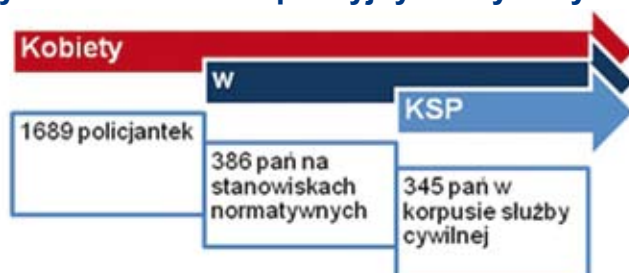 Kobiety
w
KSP
1689 policjantek
386 pań na
stanowiskach
normatywnych
345 pań w
korpusie służby
cywilnej